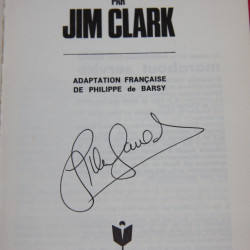 PAR
JIM CLARK
ADAPTATION FRANÇAISE
DE PHILIPPE de BARSY